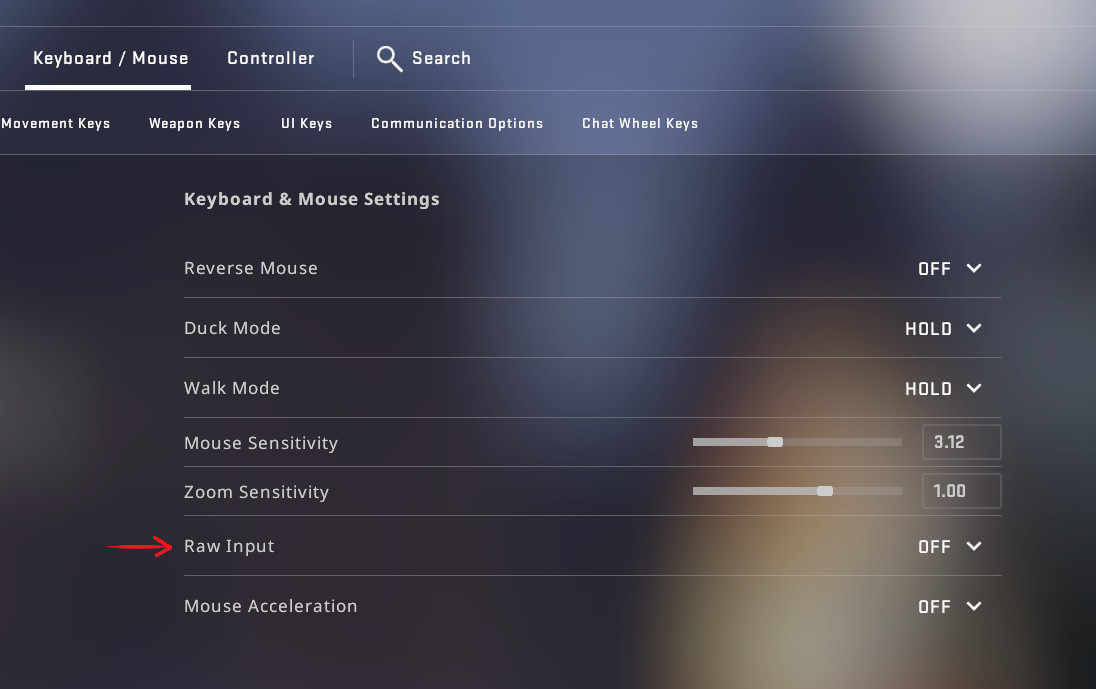 Keyboard / Mouse Controller Search
Movement Keys Weapon Keys UI Keys Communication Options Chat Wheel Keys
Keyboard & Mouse Settings
Reverse Mouse OFF
Duck Mode HOLD
Walk Mode HOLD
Mouse Sensitivity 3.12
Zoom Sensitivity 1.00
Raw Input OFF
Mouse Acceleration OFF